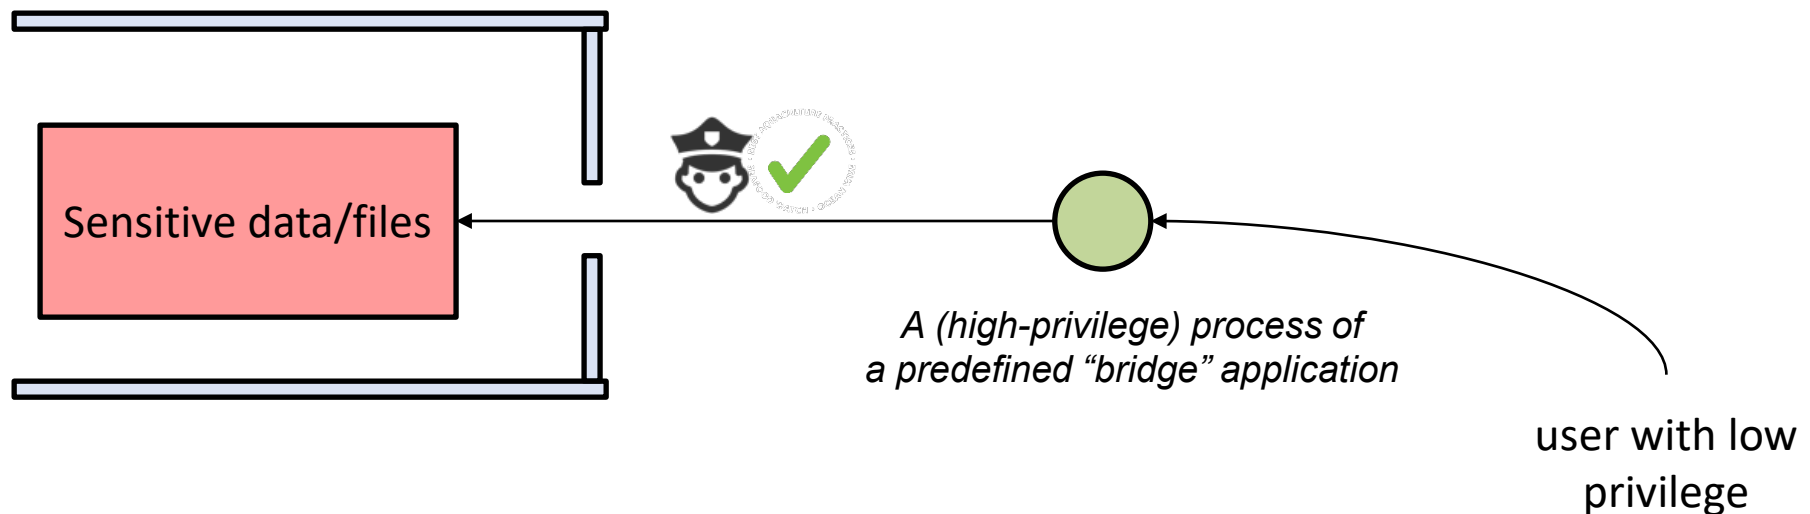 Sensitive data/files
A (high-privilege) process of
a predefined “bridge” application
user with low
privilege